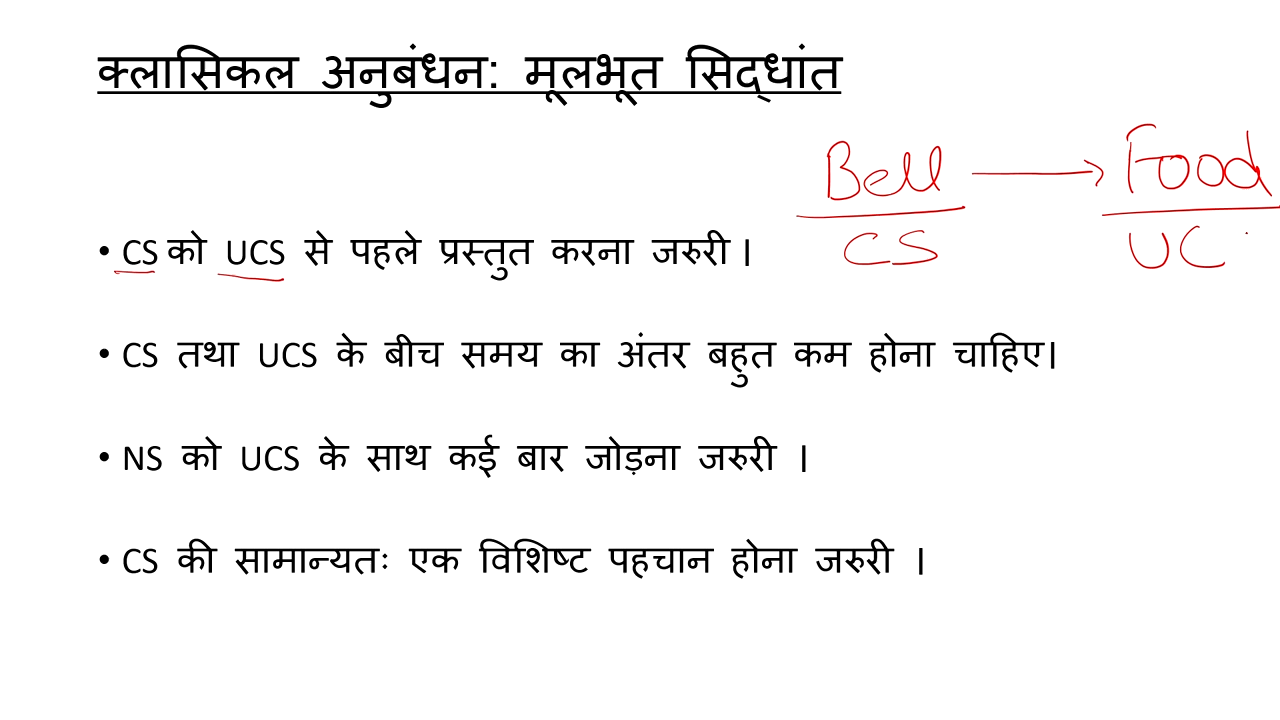 क्लासिकल अनुबंधन: मूलभूत सिद्धांत
Bell → Food
CS UC
• CS को UCS से पहले प्रस्तुत करना जरुरी।
• CS तथा UCS के बीच समय का अंतर बहुत कम होना चाहिए।
• NS को UCS के साथ कई बार जोड़ना जरुरी ।
• CS की सामान्यतः एक विशिष्ट पहचान होना जरुरी ।